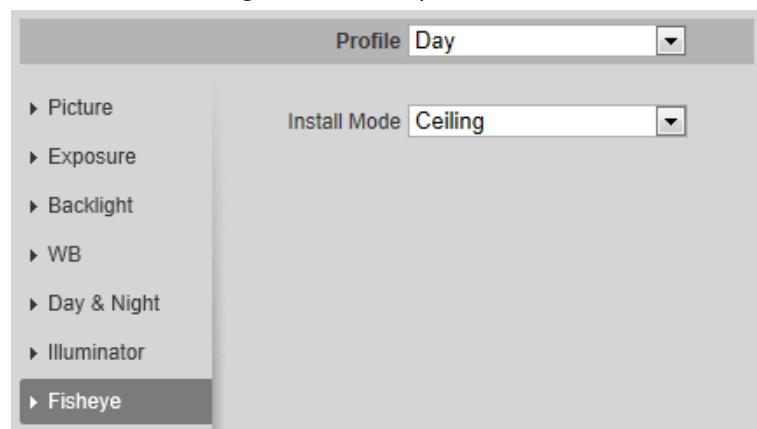 Profile Day
Picture
Install Mode Ceiling
Exposure
Backlight
WB
Day & Night
Illuminator
Fisheye